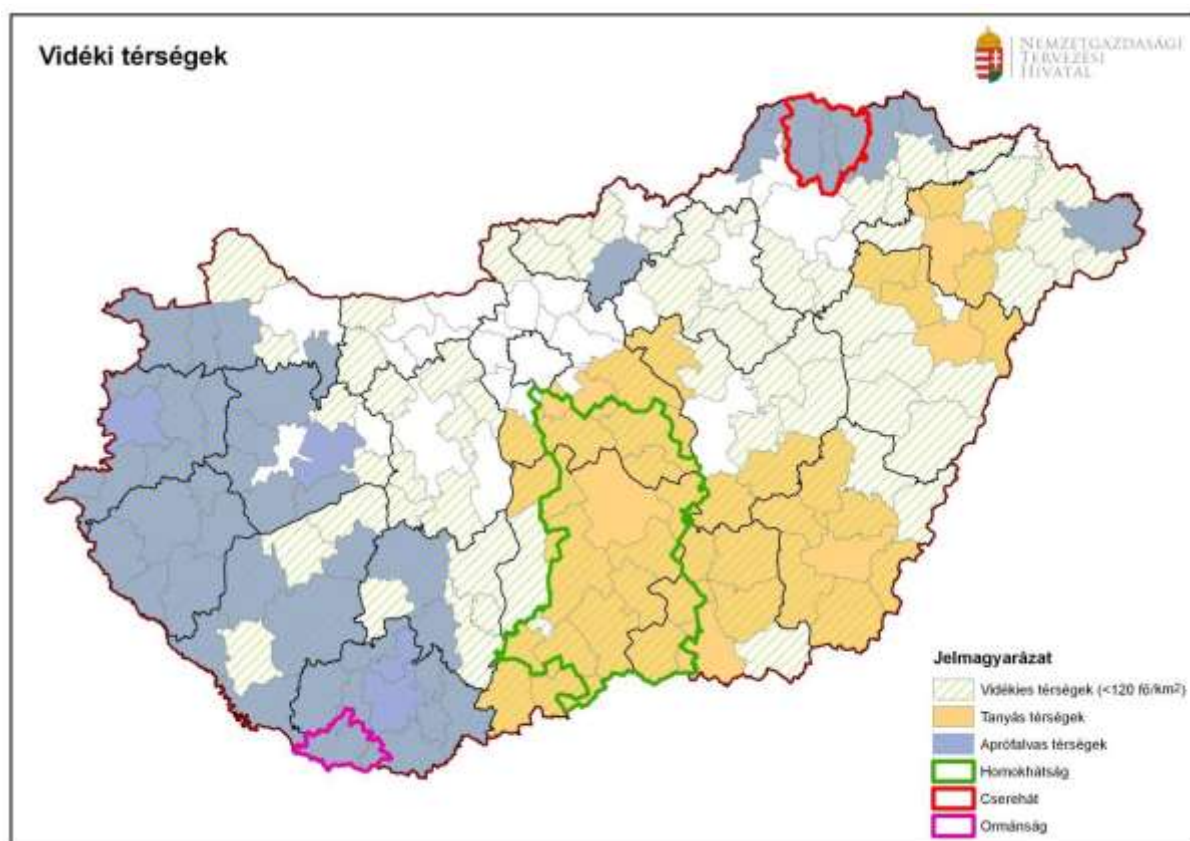 Vidéki térségek
NEMZETGAZDASÁGI
TERVEZÉSI
HIVATAL
Jelmagyarázat
Vidékies térségek (<120 fő/km2)
Tanyás térségek
Aprófalvas térségek
Homokhátság
Cserehát
Ormánság